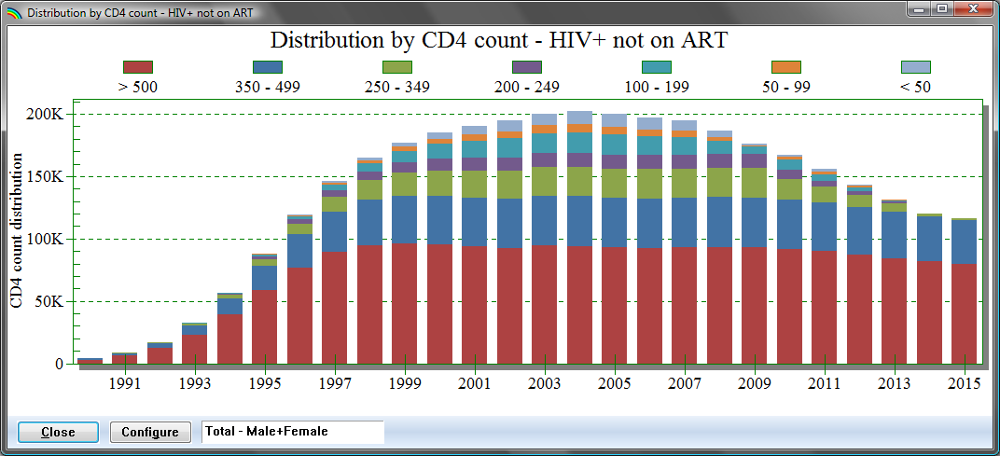 Distribution by CD4 count - HIV+ not on ART
Distribution by CD4 count - HIV+ not on ART
> 500 350 - 499 250 - 349 200 - 249 100 - 199 50 - 99 < 50
CD4 count distribution
200K
150K
100K
50K
0
1991 1993 1995 1997 1999 2001 2003 2005 2007 2009 2011 2013 2015
Close Configure Total - Male+Female